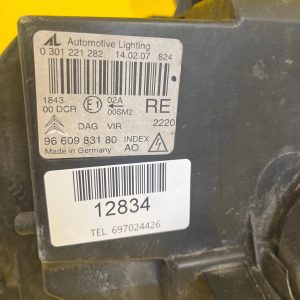 AL Automotive Lighting
0 301 221 282 14.02.07 824
1843 E1 02A RE
00 DCR 00SM2
DAG VIR 2220
96 609 831 80 INDEX
Made in Germany AO
12834
TEL. 697024426